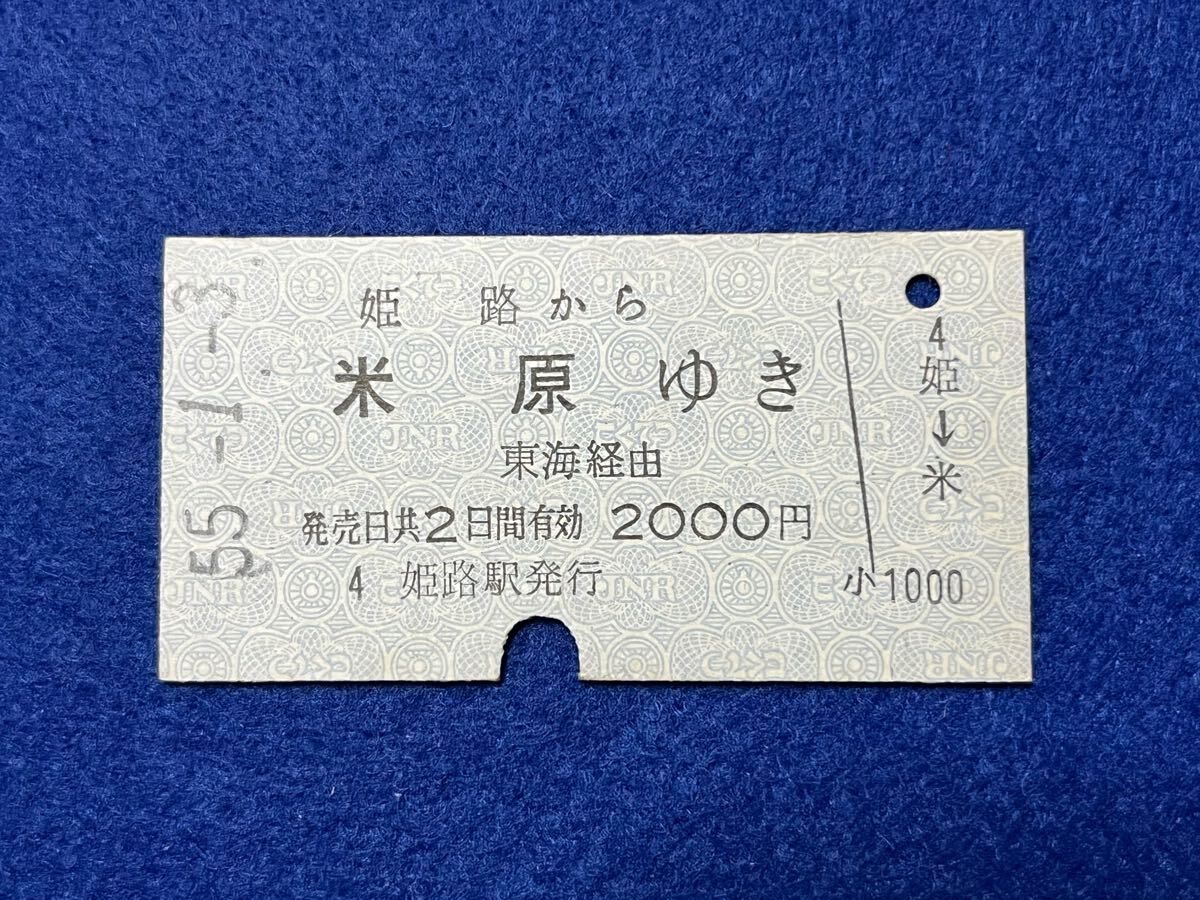 55-1-3
姫路から
米原ゆき
東海経由
発売日共2日間有効 2000円
4 姫路駅発行
4
姫→米
小1000